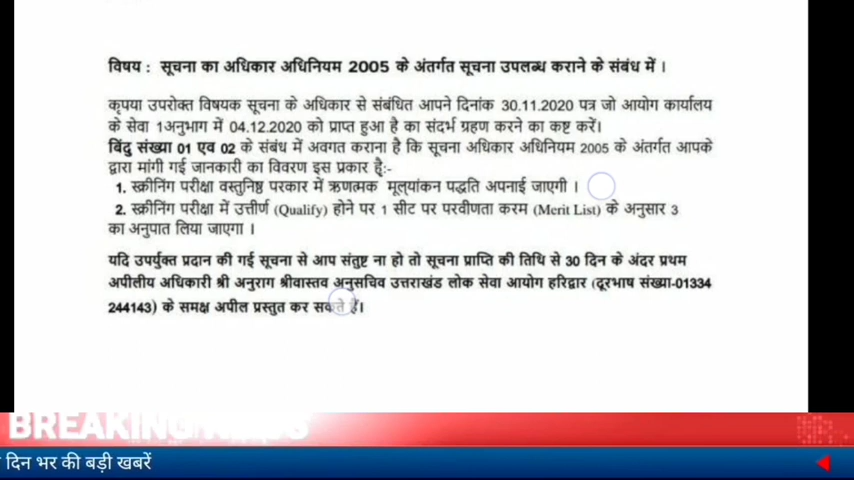 विषय : सूचना का अधिकार अधिनियम 2005 के अंतर्गत सूचना उपलब्ध कराने के संबंध में ।
कृपया उपरोक्त विषयक सूचना के अधिकार से संबंधित आपने दिनांक 30.11.2020 पत्र जो आयोग कार्यालय
के सेवा 1अनुभाग में 04.12.2020 को प्राप्त हुआ है का संदर्भ ग्रहण करने का कष्ट करें।
बिंदु संख्या 01 एव 02 के संबंध में अवगत कराना है कि सूचना अधिकार अधिनियम 2005 के अंतर्गत आपके
द्वारा मांगी गई जानकारी का विवरण इस प्रकार है:-
1. स्क्रीनिंग परीक्षा वस्तुनिष्ठ परकार में ऋणत्मक मूल्यांकन पद्धति अपनाई जाएगी ।
2. स्क्रीनिंग परीक्षा में उत्तीर्ण (Qualify) होने पर 1 सीट पर परवीणता करम (Merit List) के अनुसार 3
का अनुपात लिया जाएगा ।
यदि उपर्युक्त प्रदान की गई सूचना से आप संतुष्ट ना हो तो सूचना प्राप्ति की तिथि से 30 दिन के अंदर प्रथम
अपीलीय अधिकारी श्री अनुराग श्रीवास्तव अनुसचिव उत्तराखंड लोक सेवा आयोग हरिद्वार (दूरभाष संख्या-01334
244143) के समक्ष अपील प्रस्तुत कर सकते हैं।
BREAKING NEWS
दिन भर की बड़ी खबरें